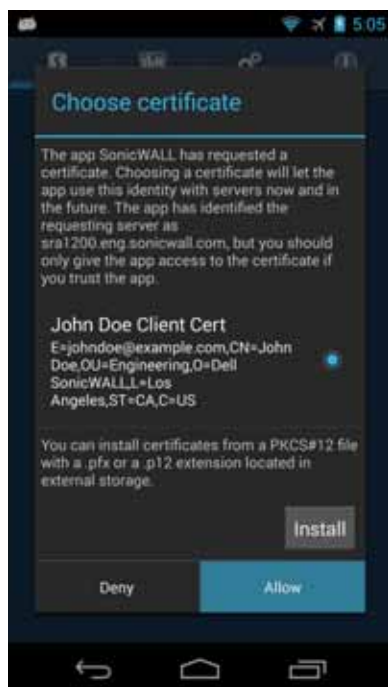 5:05
Choose certificate
The app SonicWALL has requested a
certificate. Choosing a certificate will let the
app use this identity with servers now and in
the future. The app has identified the
requesting server as
sra1200.eng.sonicwall.com, but you should
only give the app access to the certificate if
you trust the app.
John Doe Client Cert
E=johndoe@example.com,CN=John
Doe,OU=Engineering,O=Dell
SonicWALL,L=Los
Angeles,ST=CA,C=US
You can install certificates from a PKCS#12 file
with a .pfx or a .p12 extension located in
external storage.
Install
Deny Allow